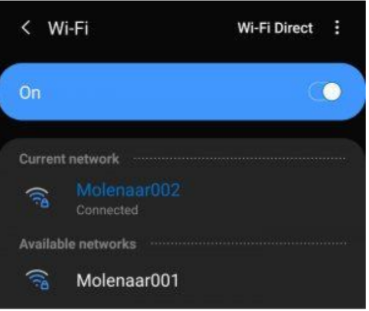 Wi-Fi Wi-Fi Direct
On
Current network
Molenaar002
Connected
Available networks
Molenaar001